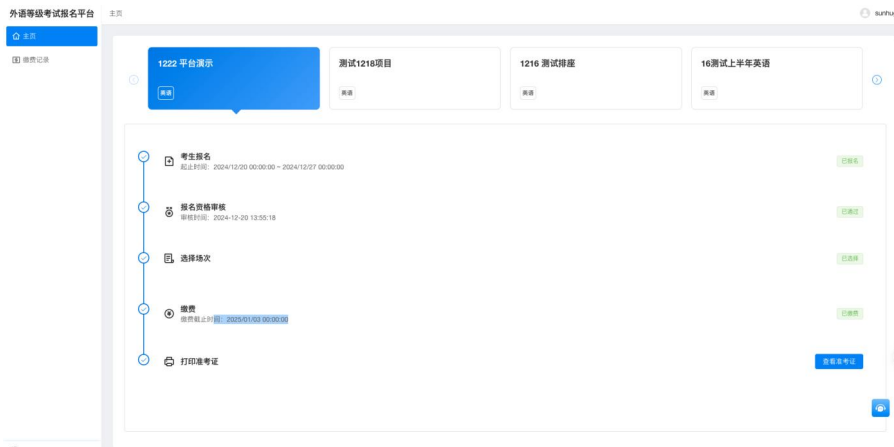 外语等级考试报名平台
主页
sunhu
主页
缴费记录
1222 平台演示
英语
测试1218项目
英语
1216 测试排座
英语
16测试上半年英语
英语
考生报名
起止时间：2024/12/20 00:00:00 ~ 2024/12/27 00:00:00
已报名
报名资格审核
审核时间：2024-12-20 13:55:18
已通过
选择场次
已选择
缴费
缴费截止时间：2025/01/03 00:00:00
已缴费
打印准考证
查看准考证